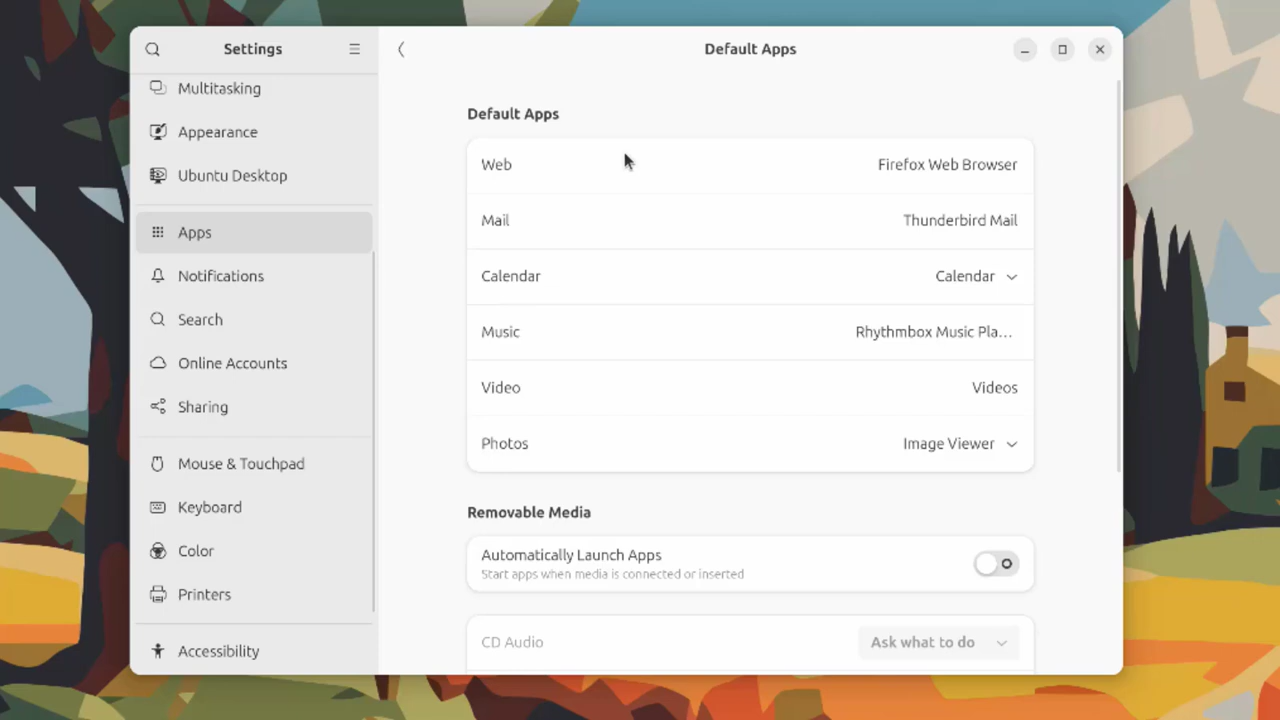 Settings
Multitasking
Appearance
Ubuntu Desktop
Apps
Notifications
Search
Online Accounts
Sharing
Mouse & Touchpad
Keyboard
Color
Printers
Accessibility
Default Apps
Default Apps
Web Firefox Web Browser
Mail Thunderbird Mail
Calendar Calendar
Music Rhythmbox Music Pla...
Video Videos
Photos Image Viewer
Removable Media
Automatically Launch Apps
Start apps when media is connected or inserted
CD Audio Ask what to do